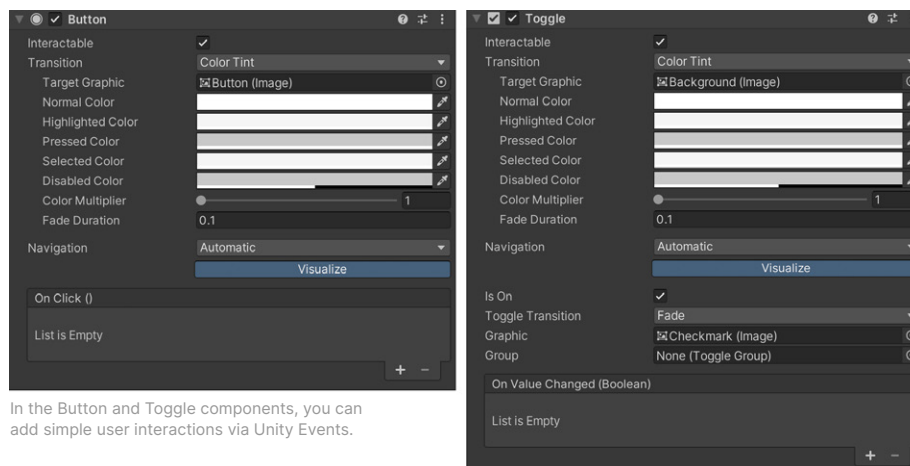 Button
Interactable
Transition Color Tint
Target Graphic Button (Image)
Normal Color
Highlighted Color
Pressed Color
Selected Color
Disabled Color
Color Multiplier 1
Fade Duration 0.1
Navigation Automatic
Visualize
On Click ()
List is Empty
In the Button and Toggle components, you can
add simple user interactions via Unity Events.
Toggle
Interactable
Transition Color Tint
Target Graphic Background (Image)
Normal Color
Highlighted Color
Pressed Color
Selected Color
Disabled Color
Color Multiplier 1
Fade Duration 0.1
Navigation Automatic
Visualize
Is On
Toggle Transition Fade
Graphic Checkmark (Image)
Group None (Toggle Group)
On Value Changed (Boolean)
List is Empty